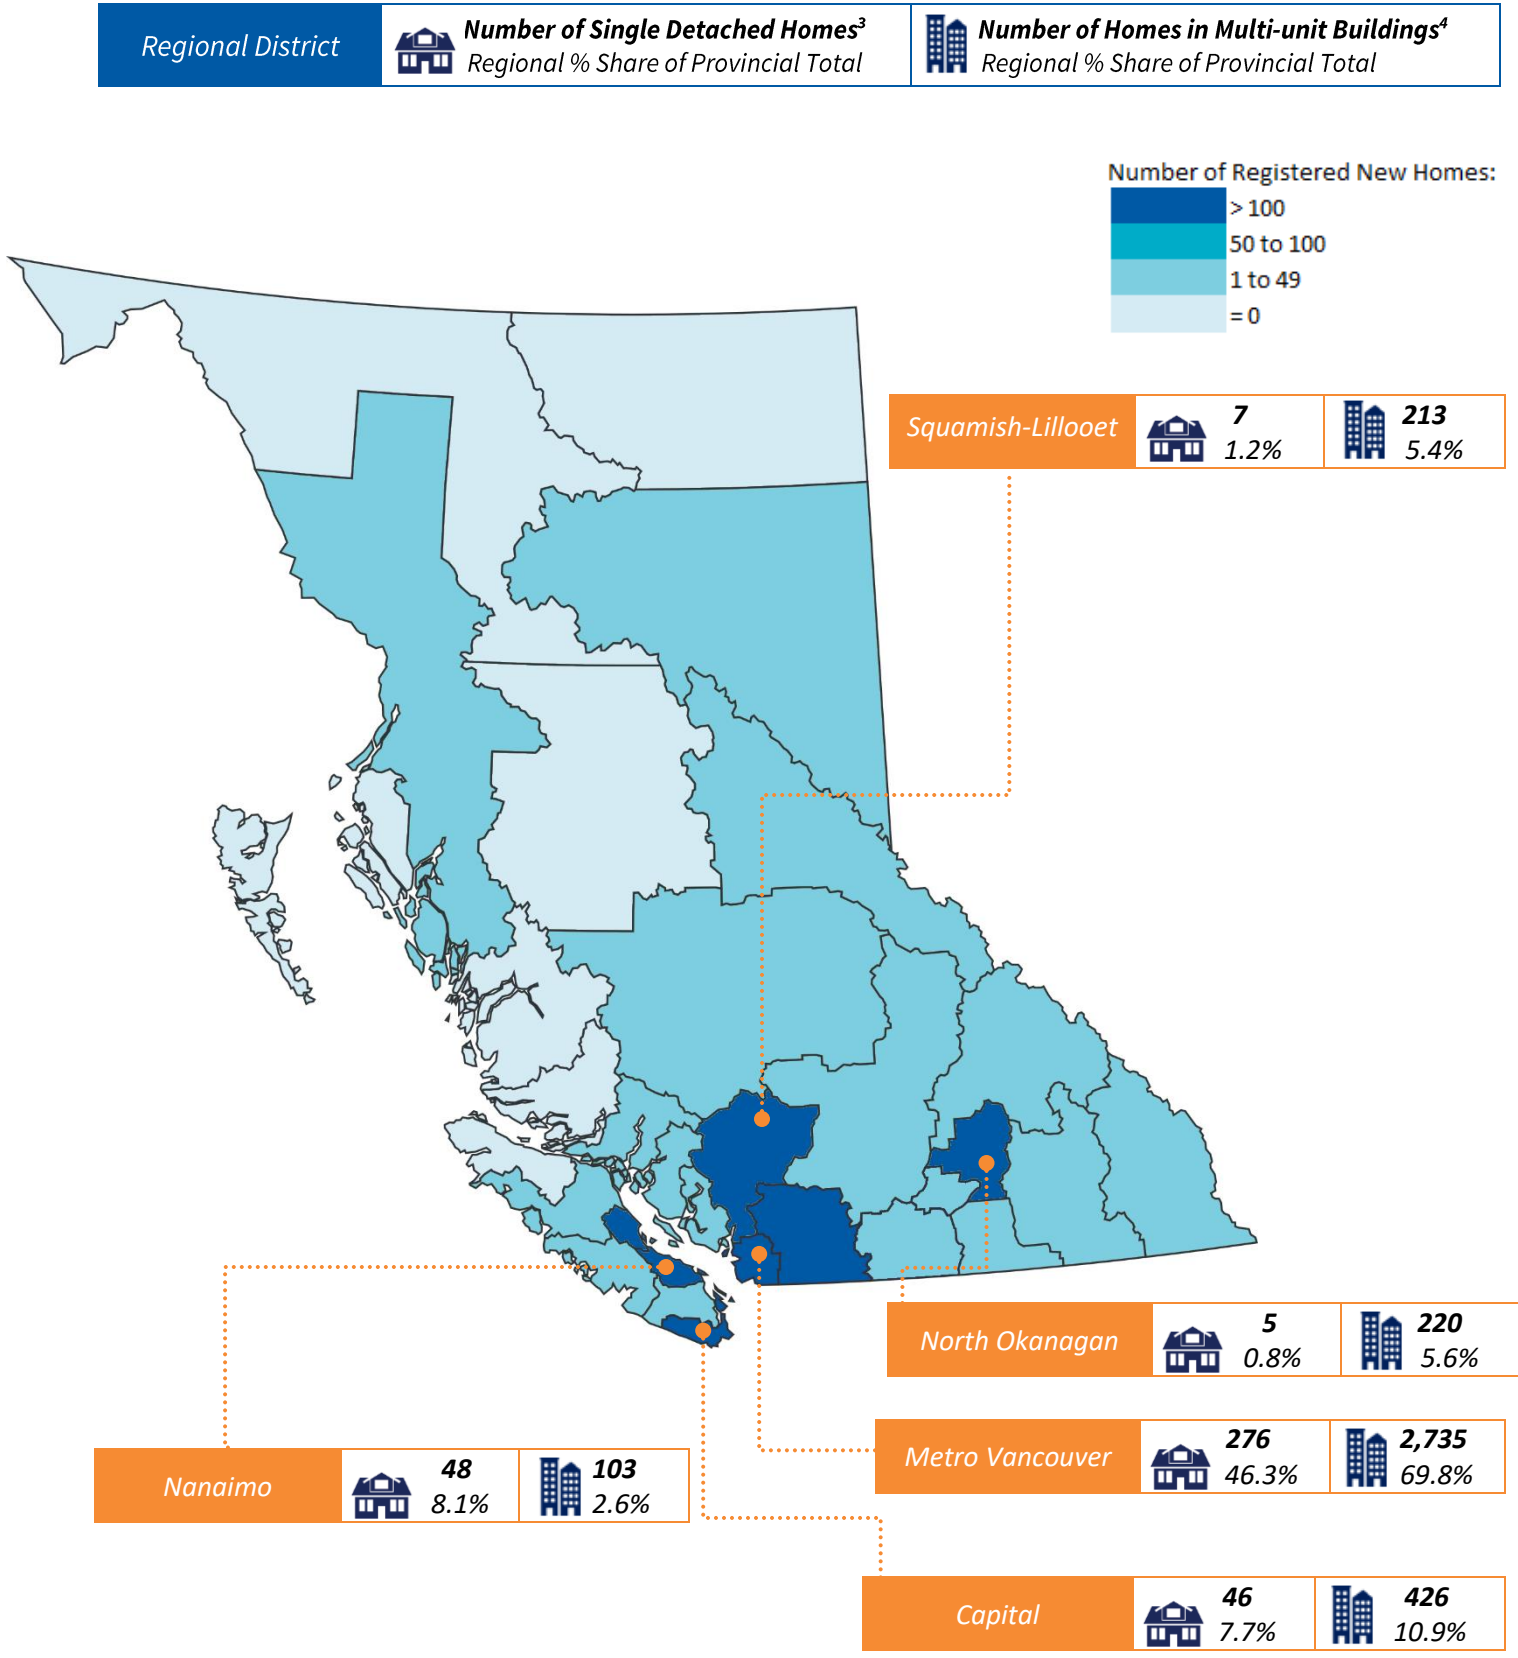 Regional District
Number of Single Detached Homes³
Regional % Share of Provincial Total
Number of Homes in Multi-unit Buildings⁴
Regional % Share of Provincial Total
Number of Registered New Homes:
> 100
50 to 100
1 to 49
= 0
Squamish-Lillooet
7
1.2%
213
5.4%
North Okanagan
5
0.8%
220
5.6%
Metro Vancouver
276
46.3%
2,735
69.8%
Nanaimo
48
8.1%
103
2.6%
Capital
46
7.7%
426
10.9%